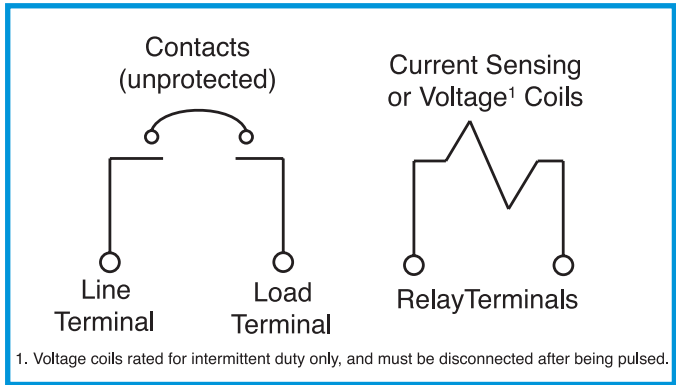 Contacts
(unprotected)
Current Sensing
or Voltage¹ Coils
Line
Terminal
Load
Terminal
RelayTerminals
1. Voltage coils rated for intermittent duty only, and must be disconnected after being pulsed.